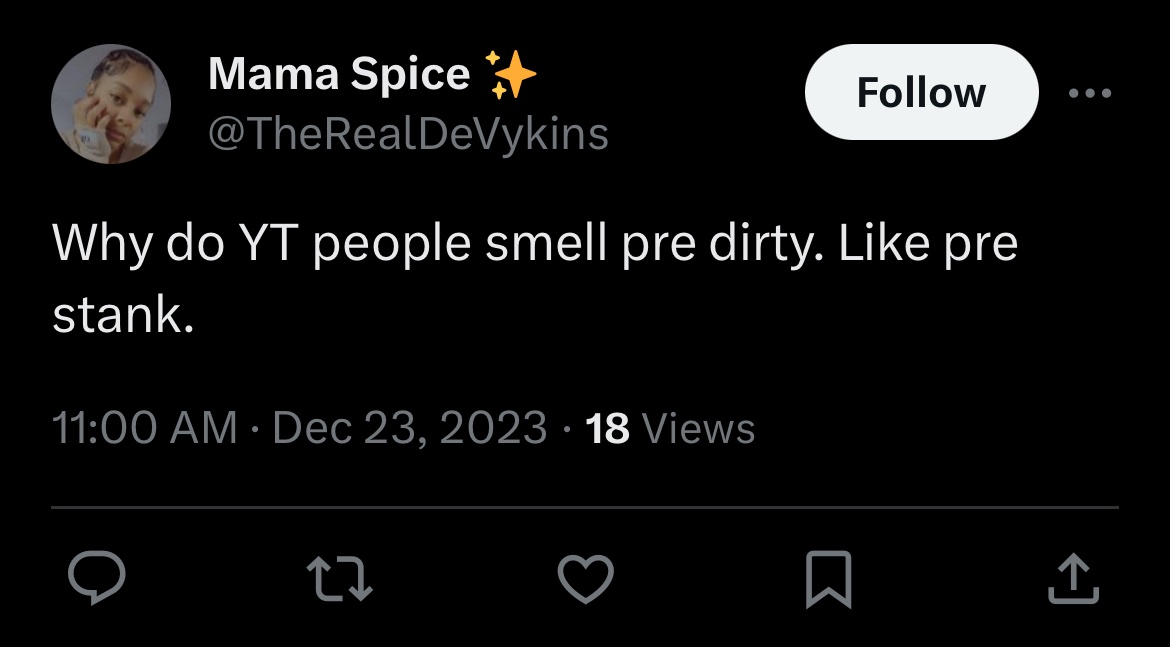 Mama Spice ✨
Follow
@TheRealDeVykins
Why do YT people smell pre dirty. Like pre
stank.
11:00 AM · Dec 23, 2023 · 18 Views